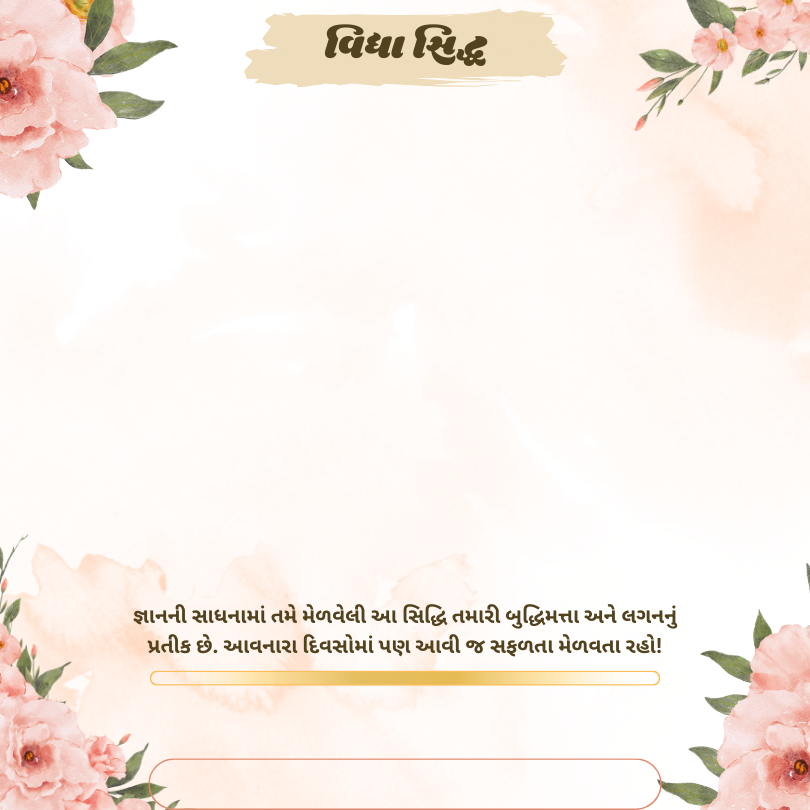 વિદ્યા સિદ્ધ
જ્ઞાનની સાધનામાં તમે મેળવેલી આ સિદ્ધિ તમારી બુદ્ધિમત્તા અને લગનનું
પ્રતીક છે. આવનારા દિવસોમાં પણ આવી જ સફળતા મેળવતા રહો!